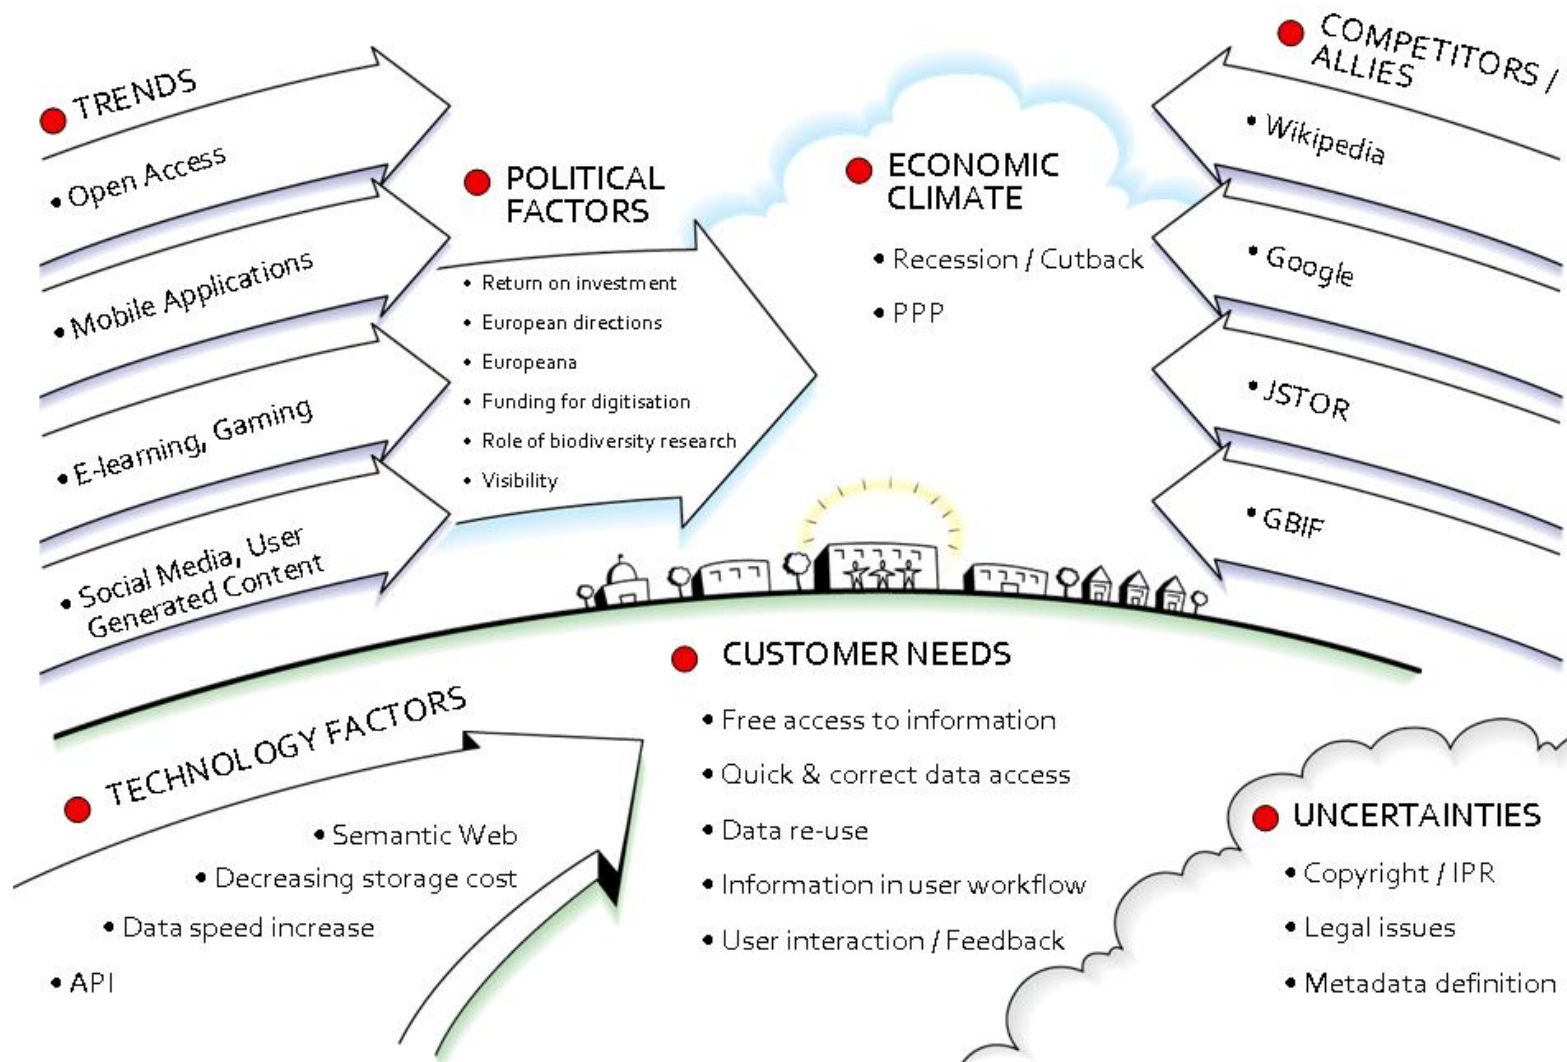 TRENDS
• Open Access
• Mobile Applications
• E-learning, Gaming
• Social Media, User
Generated Content
POLITICAL
FACTORS
• Return on investment
• European directions
• Europeana
• Funding for digitisation
• Role of biodiversity research
• Visibility
ECONOMIC
CLIMATE
• Recession / Cutback
• PPP
COMPETITORS /
ALLIES
• Wikipedia
• Google
• JSTOR
• GBIF
TECHNOLOGY FACTORS
• Semantic Web
• Decreasing storage cost
• Data speed increase
• API
CUSTOMER NEEDS
• Free access to information
• Quick & correct data access
• Data re-use
• Information in user workflow
• User interaction / Feedback
UNCERTAINTIES
• Copyright / IPR
• Legal issues
• Metadata definition